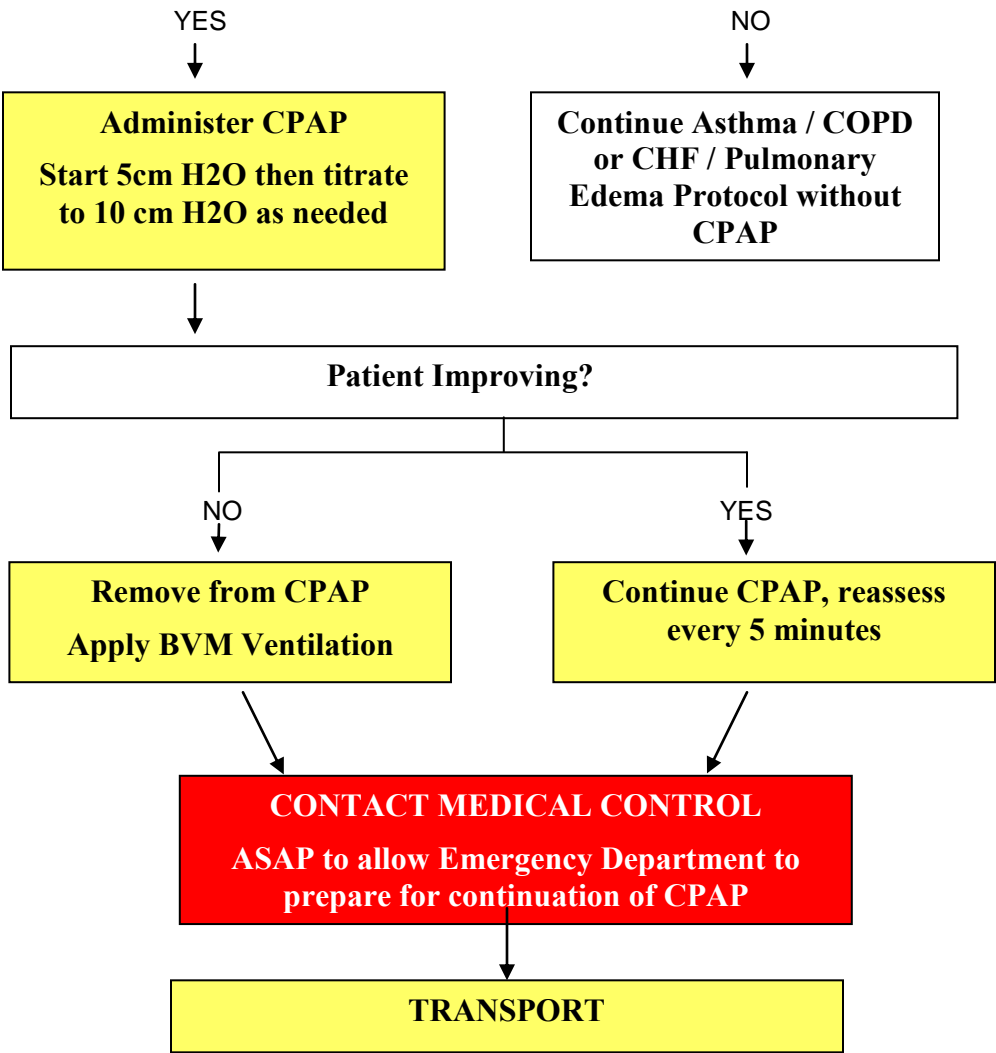 YES
NO
Administer CPAP
Start 5cm H2O then titrate
to 10 cm H2O as needed
Continue Asthma / COPD
or CHF / Pulmonary
Edema Protocol without
CPAP
Patient Improving?
NO
YES
Remove from CPAP
Apply BVM Ventilation
Continue CPAP, reassess
every 5 minutes
CONTACT MEDICAL CONTROL
ASAP to allow Emergency Department to
prepare for continuation of CPAP
TRANSPORT